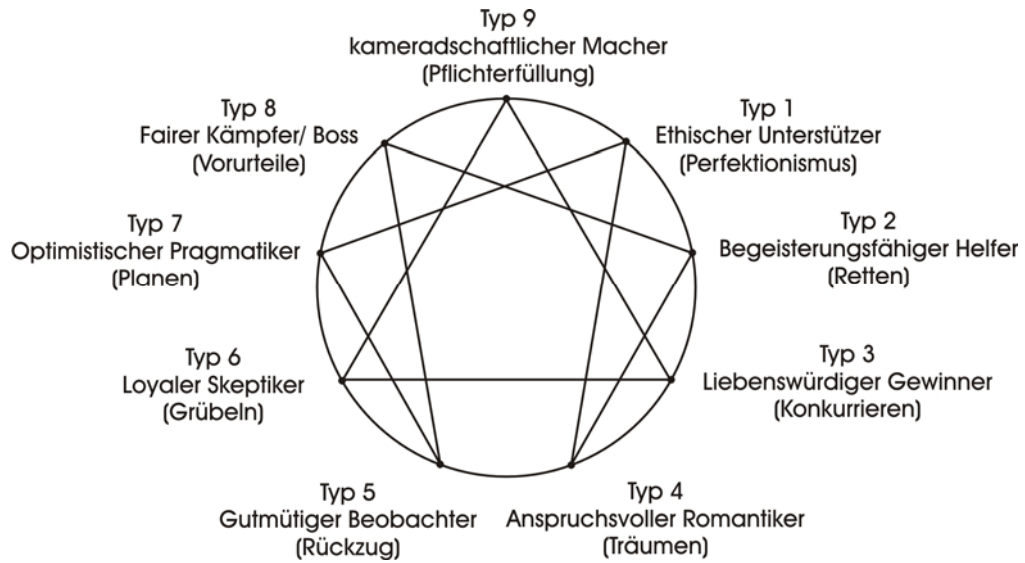 Typ 9
kameradschaftlicher Macher
(Pflichterfüllung)
Typ 8
Fairer Kämpfer/ Boss
(Vorurteile)
Typ 1
Ethischer Unterstützer
(Perfektionismus)
Typ 7
Optimistischer Pragmatiker
(Planen)
Typ 2
Begeisterungsfähiger Helfer
(Retten)
Typ 6
Loyaler Skeptiker
(Grübeln)
Typ 3
Liebenswürdiger Gewinner
(Konkurrieren)
Typ 5
Gutmütiger Beobachter
(Rückzug)
Typ 4
Anspruchsvoller Romantiker
(Träumen)